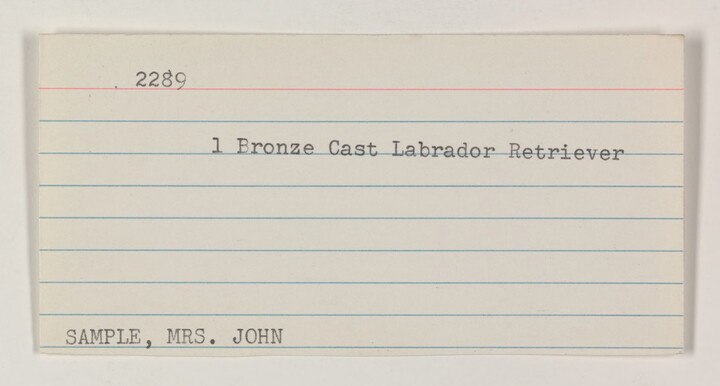 2289
1 Bronze Cast Labrador Retriever
SAMPLE, MRS. JOHN